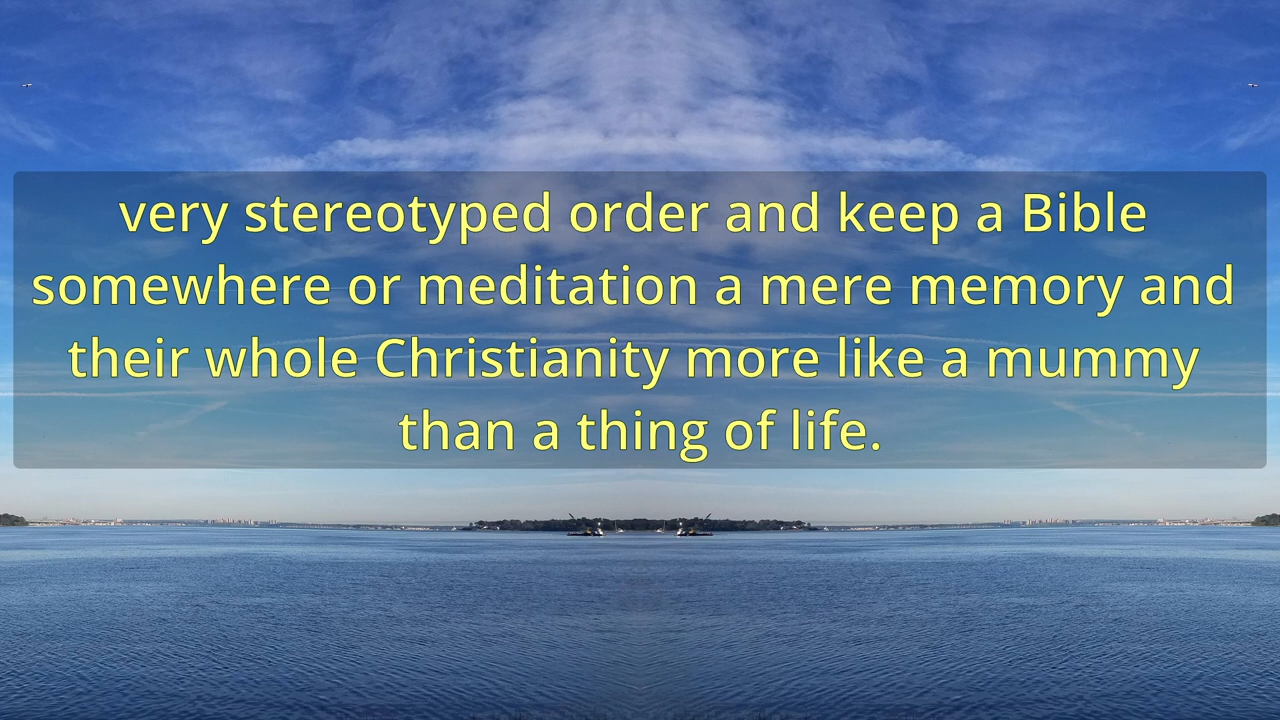 very stereotyped order and keep a Bible
somewhere or meditation a mere memory and
their whole Christianity more like a mummy
than a thing of life.